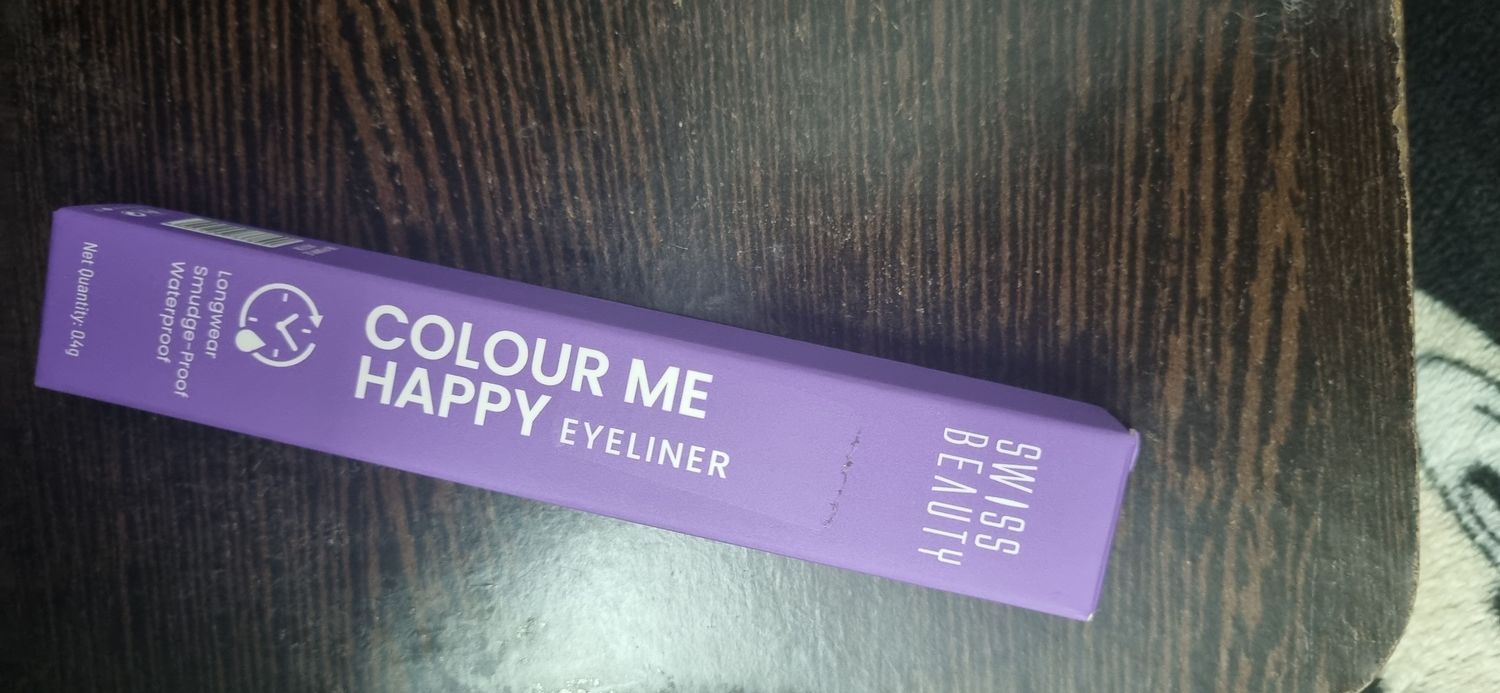 SWISS
BEAUTY
COLOUR ME
HAPPY EYELINER
Longwear
Smudge-Proof
Waterproof
Net Quantity: 0.4g